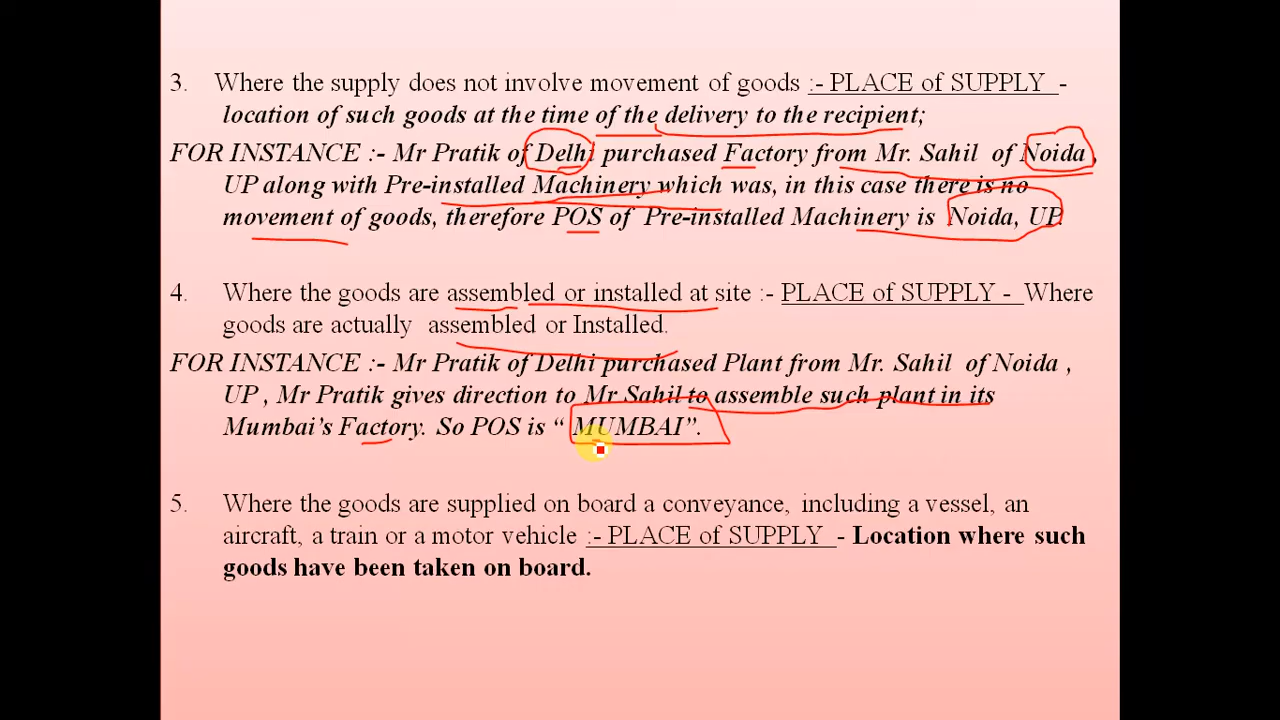 3. Where the supply does not involve movement of goods :- PLACE of SUPPLY -
location of such goods at the time of the delivery to the recipient;
FOR INSTANCE :- Mr Pratik of Delhi purchased Factory from Mr. Sahil of Noida ,
UP along with Pre-installed Machinery which was, in this case there is no
movement of goods, therefore POS of Pre-installed Machinery is Noida, UP.
4. Where the goods are assembled or installed at site :- PLACE of SUPPLY - Where
goods are actually assembled or Installed.
FOR INSTANCE :- Mr Pratik of Delhi purchased Plant from Mr. Sahil of Noida ,
UP , Mr Pratik gives direction to Mr Sahil to assemble such plant in its
Mumbai's Factory. So POS is “ MUMBAI”.
5. Where the goods are supplied on board a conveyance, including a vessel, an
aircraft, a train or a motor vehicle :- PLACE of SUPPLY - Location where such
goods have been taken on board.